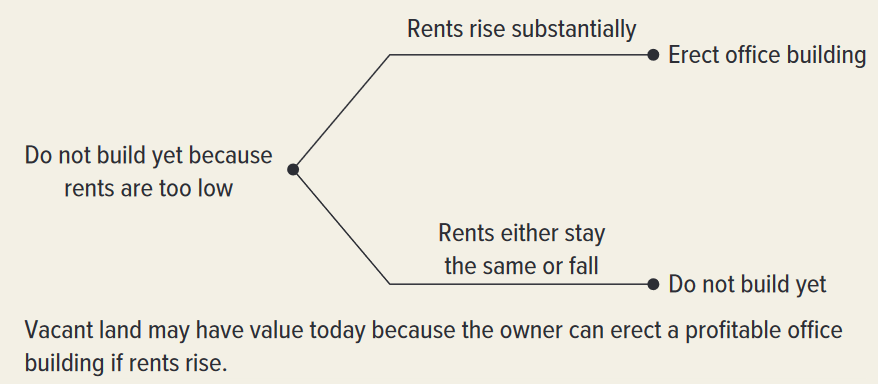 Rents rise substantially
Erect office building
Do not build yet because
rents are too low
Rents either stay
the same or fall
Do not build yet
Vacant land may have value today because the owner can erect a profitable office
building if rents rise.